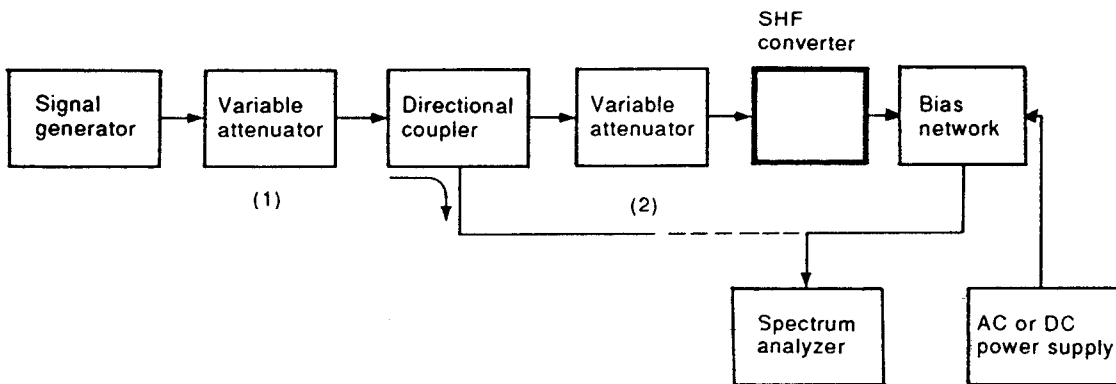 SHF
converter
Signal
generator
Variable
attenuator
Directional
coupler
Variable
attenuator
Bias
network
(1)
(2)
Spectrum
analyzer
AC or DC
power supply